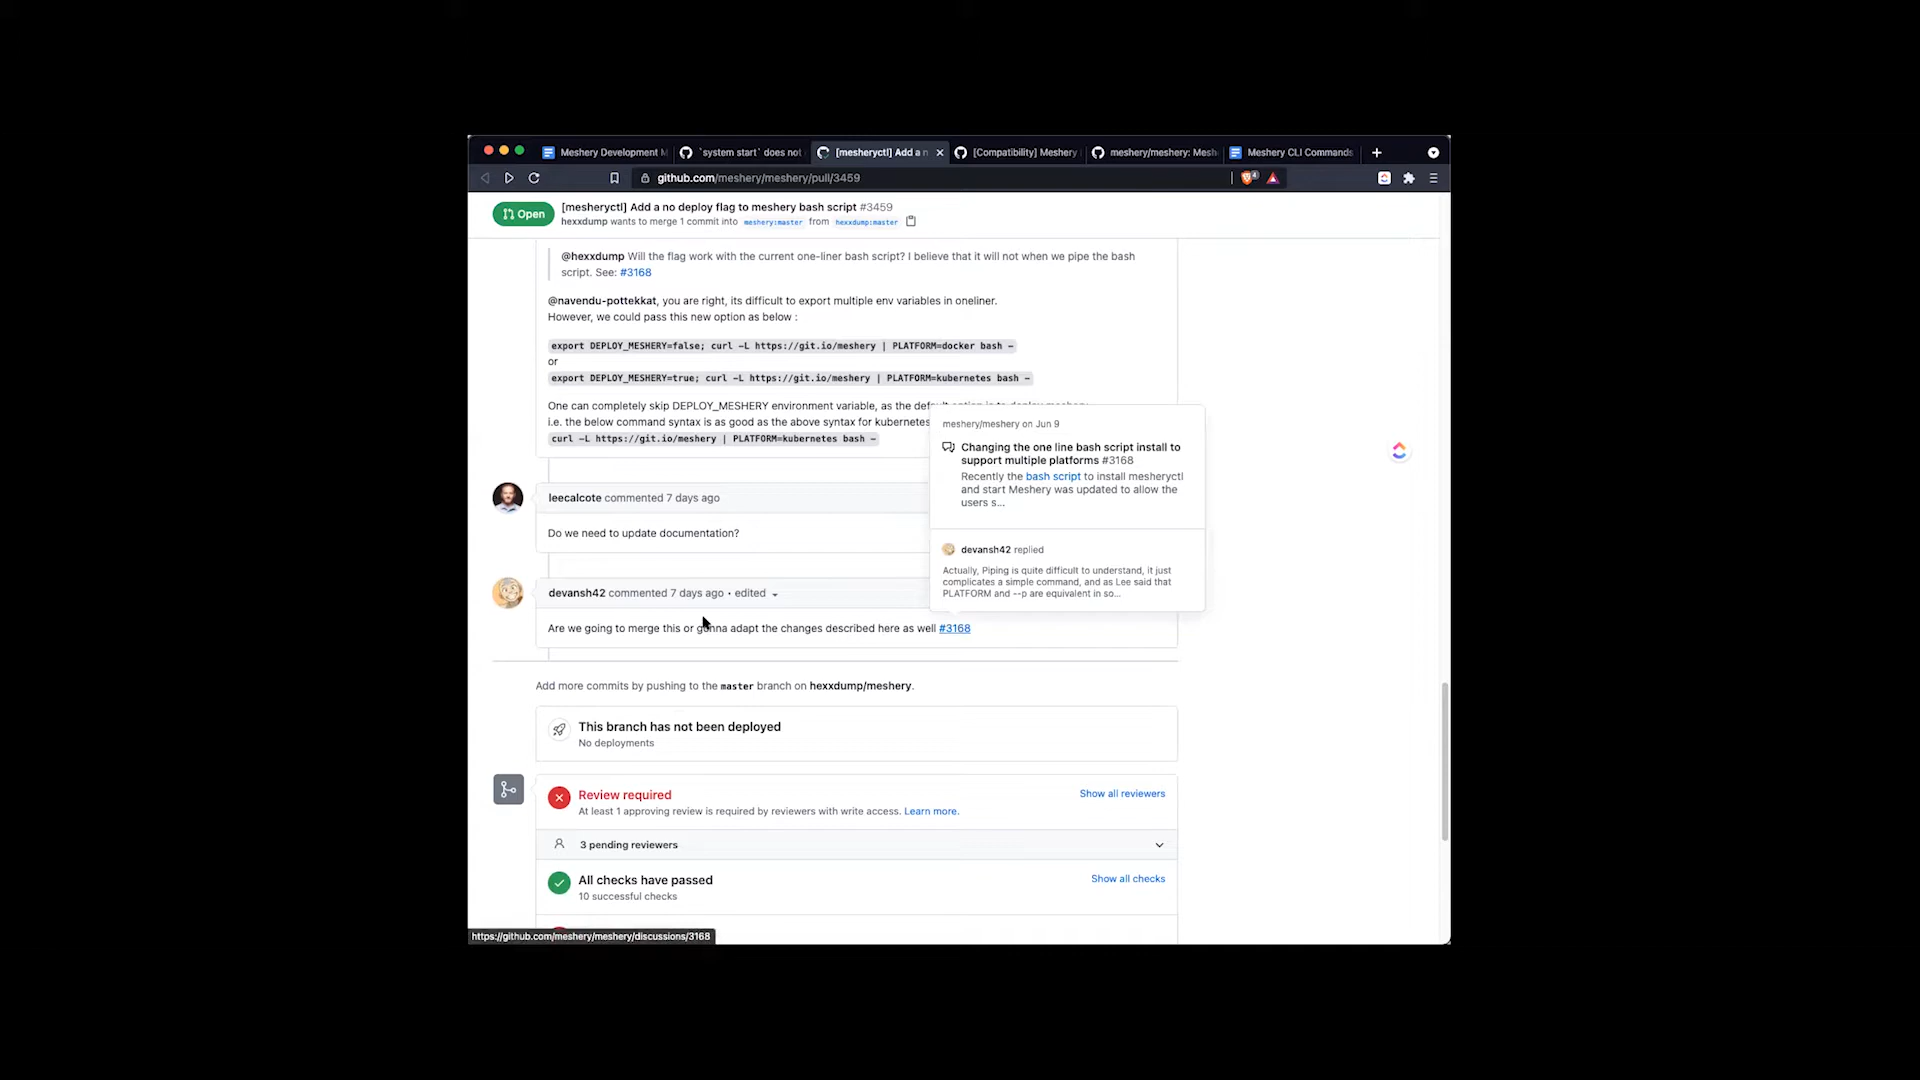 Meshery Development M
`system start` does not
[mesheryctl] Add a n
[Compatibility] Meshery
meshery/meshery: Mesh
Meshery CLI Commands
github.com/meshery/meshery/pull/3459
4
Open
[mesheryctl] Add a no deploy flag to meshery bash script #3459
hexxdump wants to merge 1 commit into meshery:master from hexxdump:master
@hexxdump Will the flag work with the current one-liner bash script? I believe that it will not when we pipe the bash
script. See: #3168
@navendu-pottekkat, you are right, its difficult to export multiple env variables in oneliner.
However, we could pass this new option as below :
export DEPLOY_MESHERY=false; curl -L https://git.io/meshery | PLATFORM=docker bash -
or
export DEPLOY_MESHERY=true; curl -L https://git.io/meshery | PLATFORM=kubernetes bash -
One can completely skip DEPLOY_MESHERY environment variable, as the default option is to deploy meshery.
i.e. the below command syntax is as good as the above syntax for kubernetes
curl -L https://git.io/meshery | PLATFORM=kubernetes bash -
meshery/meshery on Jun 9
Changing the one line bash script install to
support multiple platforms #3168
Recently the bash script to install mesheryctl
and start Meshery was updated to allow the
users s...
devansh42 replied
Actually, Piping is quite difficult to understand, it just
complicates a simple command, and as Lee said that
PLATFORM and --p are equivalent in so...
leecalcote commented 7 days ago
Do we need to update documentation?
devansh42 commented 7 days ago • edited
Are we going to merge this or gonna adapt the changes described here as well #3168
Add more commits by pushing to the master branch on hexxdump/meshery.
This branch has not been deployed
No deployments
Review required
Show all reviewers
At least 1 approving review is required by reviewers with write access. Learn more.
3 pending reviewers
All checks have passed
Show all checks
10 successful checks
https://github.com/meshery/meshery/discussions/3168